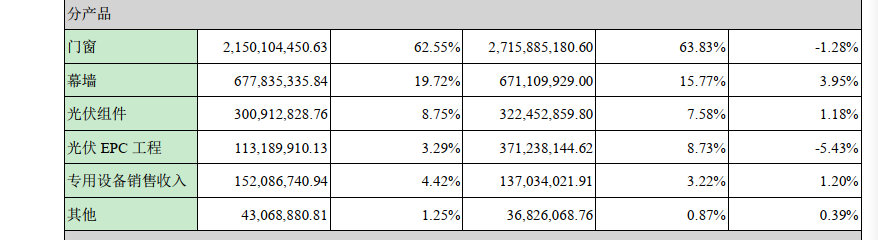 分产品
门窗 2,150,104,450.63 62.55% 2,715,885,180.60 63.83% -1.28%
幕墙 677,835,335.84 19.72% 671,109,929.00 15.77% 3.95%
光伏组件 300,912,828.76 8.75% 322,452,859.80 7.58% 1.18%
光伏 EPC 工程 113,189,910.13 3.29% 371,238,144.62 8.73% -5.43%
专用设备销售收入 152,086,740.94 4.42% 137,034,021.91 3.22% 1.20%
其他 43,068,880.81 1.25% 36,826,068.76 0.87% 0.39%